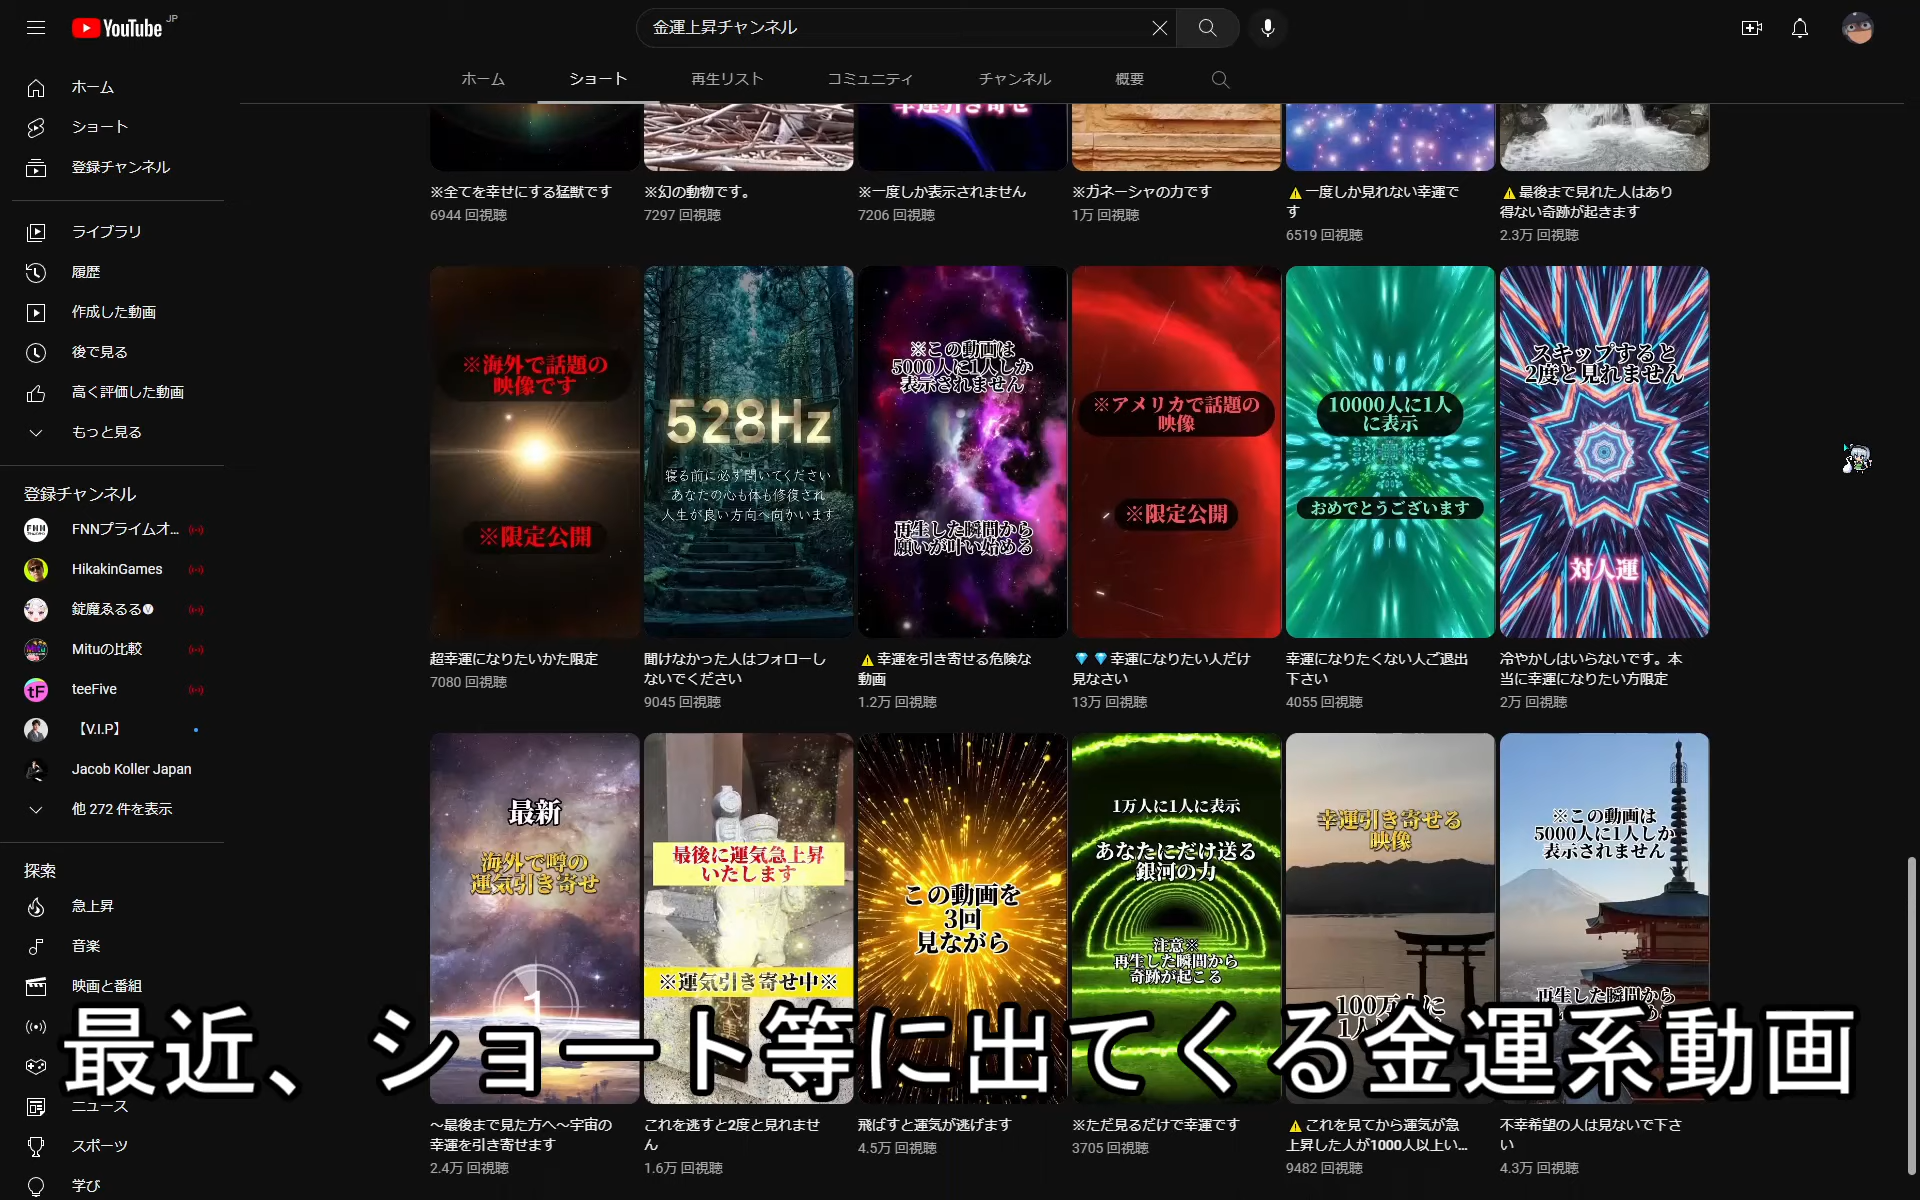 YouTube JP
金運上昇チャンネル
ホーム
ショート
登録チャンネル
ライブラリ
履歴
作成した動画
後で見る
高く評価した動画
もっと見る
登録チャンネル
FNNプライムオ...
HikakinGames
錠魔ゑるる
Mituの比較
teeFive
【V.I.P】
Jacob Koller Japan
他 272 件を表示
探索
急上昇
音楽
映画と番組
ニュース
スポーツ
学び
ホーム ショート 再生リスト コミュニティ チャンネル 概要
幸運引き寄せ
※全てを幸せにする猛獣です
6944 回視聴
※幻の動物です。
7297 回視聴
※一度しか表示されません
7206 回視聴
※ガネーシャの力です
1万 回視聴
⚠一度しか見れない幸運で
す
6519 回視聴
⚠最後まで見れた人はあり
得ない奇跡が起きます
2.3万 回視聴
※海外で話題の
映像です
※限定公開
超幸運になりたいかた限定
7080 回視聴
528Hz
寝る前に必ず聞いてください
あなたの心も体も修復され
人生が良い方向へ向かいます
聞けなかった人はフォローし
ないでください
9045 回視聴
※この動画は
5000人に1人しか
表示されません
再生した瞬間から
願いが叶い始める
⚠幸運を引き寄せる危険な
動画
1.2万 回視聴
※アメリカで話題の
映像
※限定公開
💎💎幸運になりたい人だけ
見なさい
13万 回視聴
10000人に1人
に表示
おめでとうございます
幸運になりたくない人ご退出
下さい
4055 回視聴
スキップすると
2度と見れません
対人運
冷やかしはいらないです。本
当に幸運になりたい方限定
2万 回視聴
最新
海外で噂の
運気引き寄せ
1
～最後まで見た方へ～宇宙の
幸運を引き寄せます
2.4万 回視聴
最後に運気急上昇
いたします
※運気引き寄せ中※
これを逃すと2度と見れませ
ん
1.6万 回視聴
この動画を
3回
見ながら
飛ばすと運気が逃げます
4.5万 回視聴
1万人に1人に表示
あなたにだけ送る
銀河の力
注意※
再生した瞬間から
奇跡が起こる
※ただ見るだけで幸運です
3705 回視聴
幸運引き寄せる
映像
100万人に
⚠これを見てから運気が急
上昇した人が1000人以上い...
9482 回視聴
※この動画は
5000人に1人しか
表示されません
再生した瞬間から
不幸希望の人は見ないで下さ
い
4.3万 回視聴
最近、ショート等に出てくる金運系動画